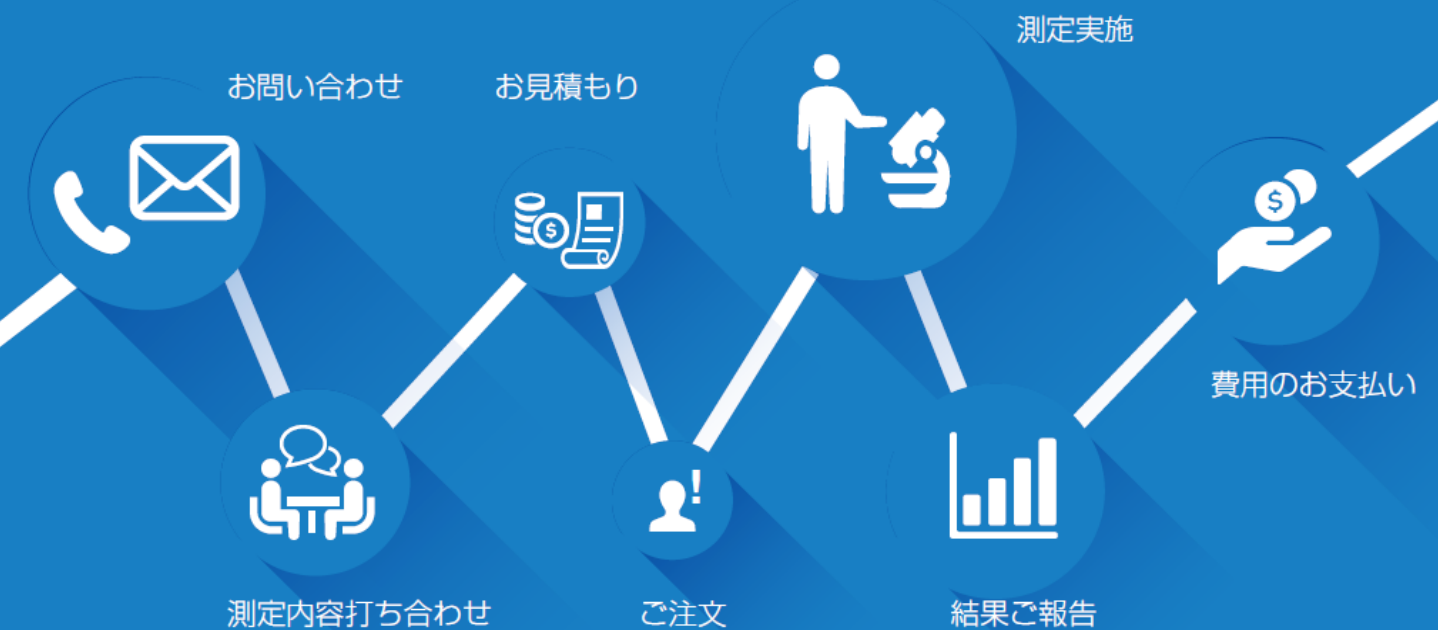 お問い合わせ
測定内容打ち合わせ
お見積もり
$
ご注文
!
測定実施
結果ご報告
費用のお支払い
$